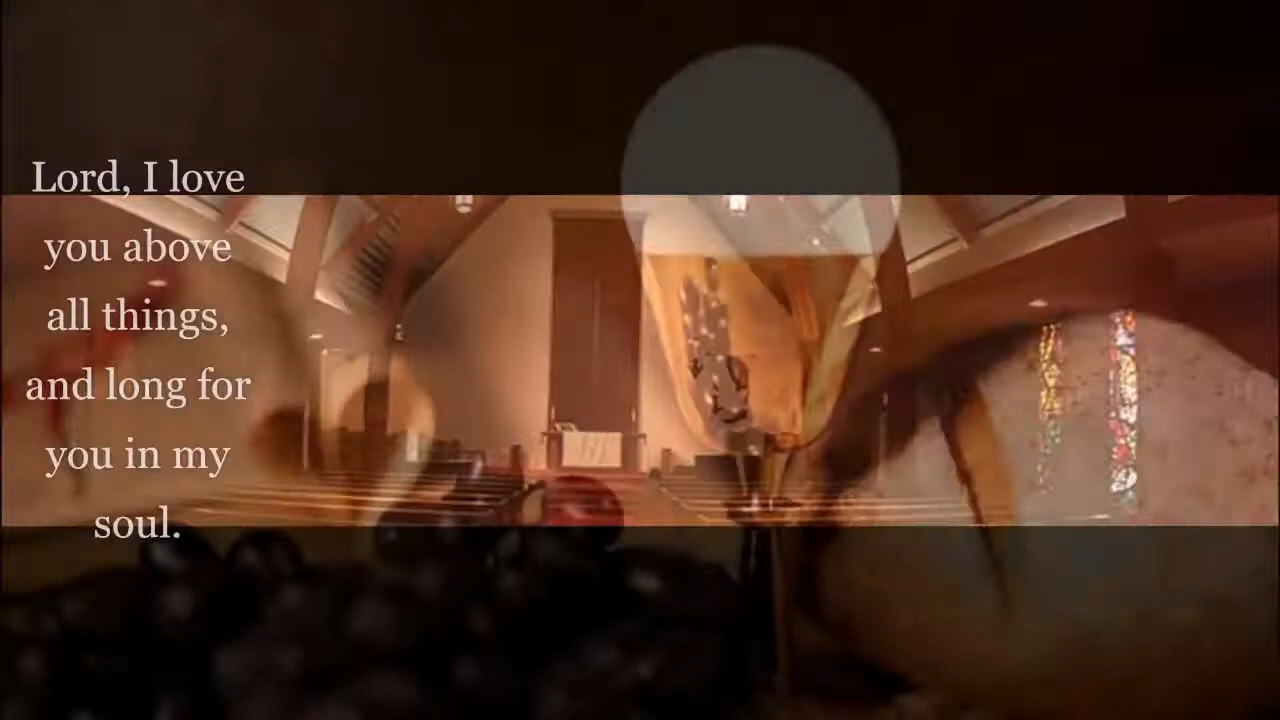 Lord, I love
you above
all things,
and long for
you in my
soul.